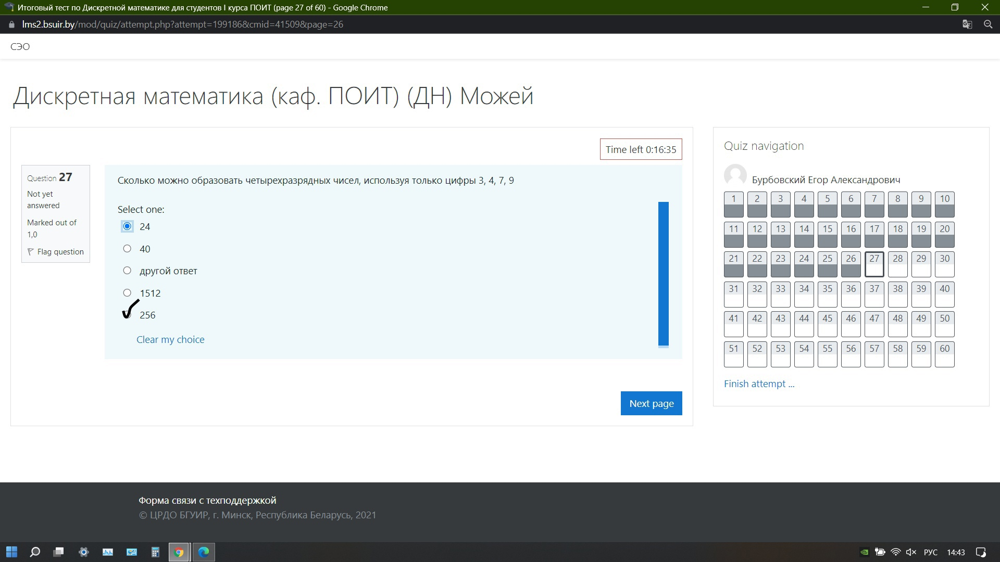 Итоговый тест по Дискретной математике для студентов I курса ПОИТ (page 27 of 60) - Google Chrome
lms2.bsuir.by/mod/quiz/attempt.php?attempt=199186&cmid=41509&page=26
СЭО
Дискретная математика (каф. ПОИТ) (ДН) Можей
Time left 0:16:35
Question 27
Not yet
answered
Marked out of
1,0
Flag question
Сколько можно образовать четырехразрядных чисел, используя только цифры 3, 4, 7, 9
Select one:
24
40
другой ответ
1512
256
Clear my choice
Next page
Quiz navigation
Бурбовский Егор Александрович
1 2 3 4 5 6 7 8 9 10
11 12 13 14 15 16 17 18 19 20
21 22 23 24 25 26 27 28 29 30
31 32 33 34 35 36 37 38 39 40
41 42 43 44 45 46 47 48 49 50
51 52 53 54 55 56 57 58 59 60
Finish attempt ...
Форма связи с техподдержкой
© ЦРДО БГУИР, г. Минск, Республика Беларусь, 2021
РУС 14:43